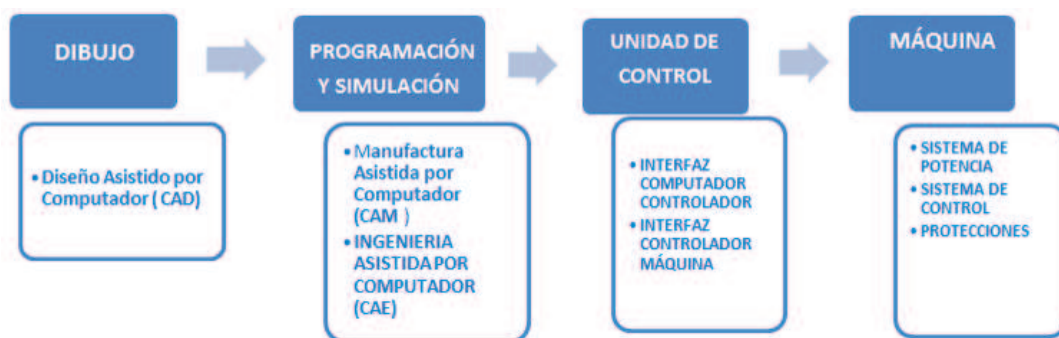 DIBUJO
• Diseño Asistido por
Computador ( CAD)
PROGRAMACIÓN
Y SIMULACIÓN
• Manufactura
Asistida por
Computador
(CAM )
• INGENIERIA
ASISTIDA POR
COMPUTADOR
(CAE)
UNIDAD DE
CONTROL
• INTERFAZ
COMPUTADOR
CONTROLADOR
• INTERFAZ
CONTROLADOR
MÁQUINA
MÁQUINA
• SISTEMA DE
POTENCIA
• SISTEMA DE
CONTROL
• PROTECCIONES